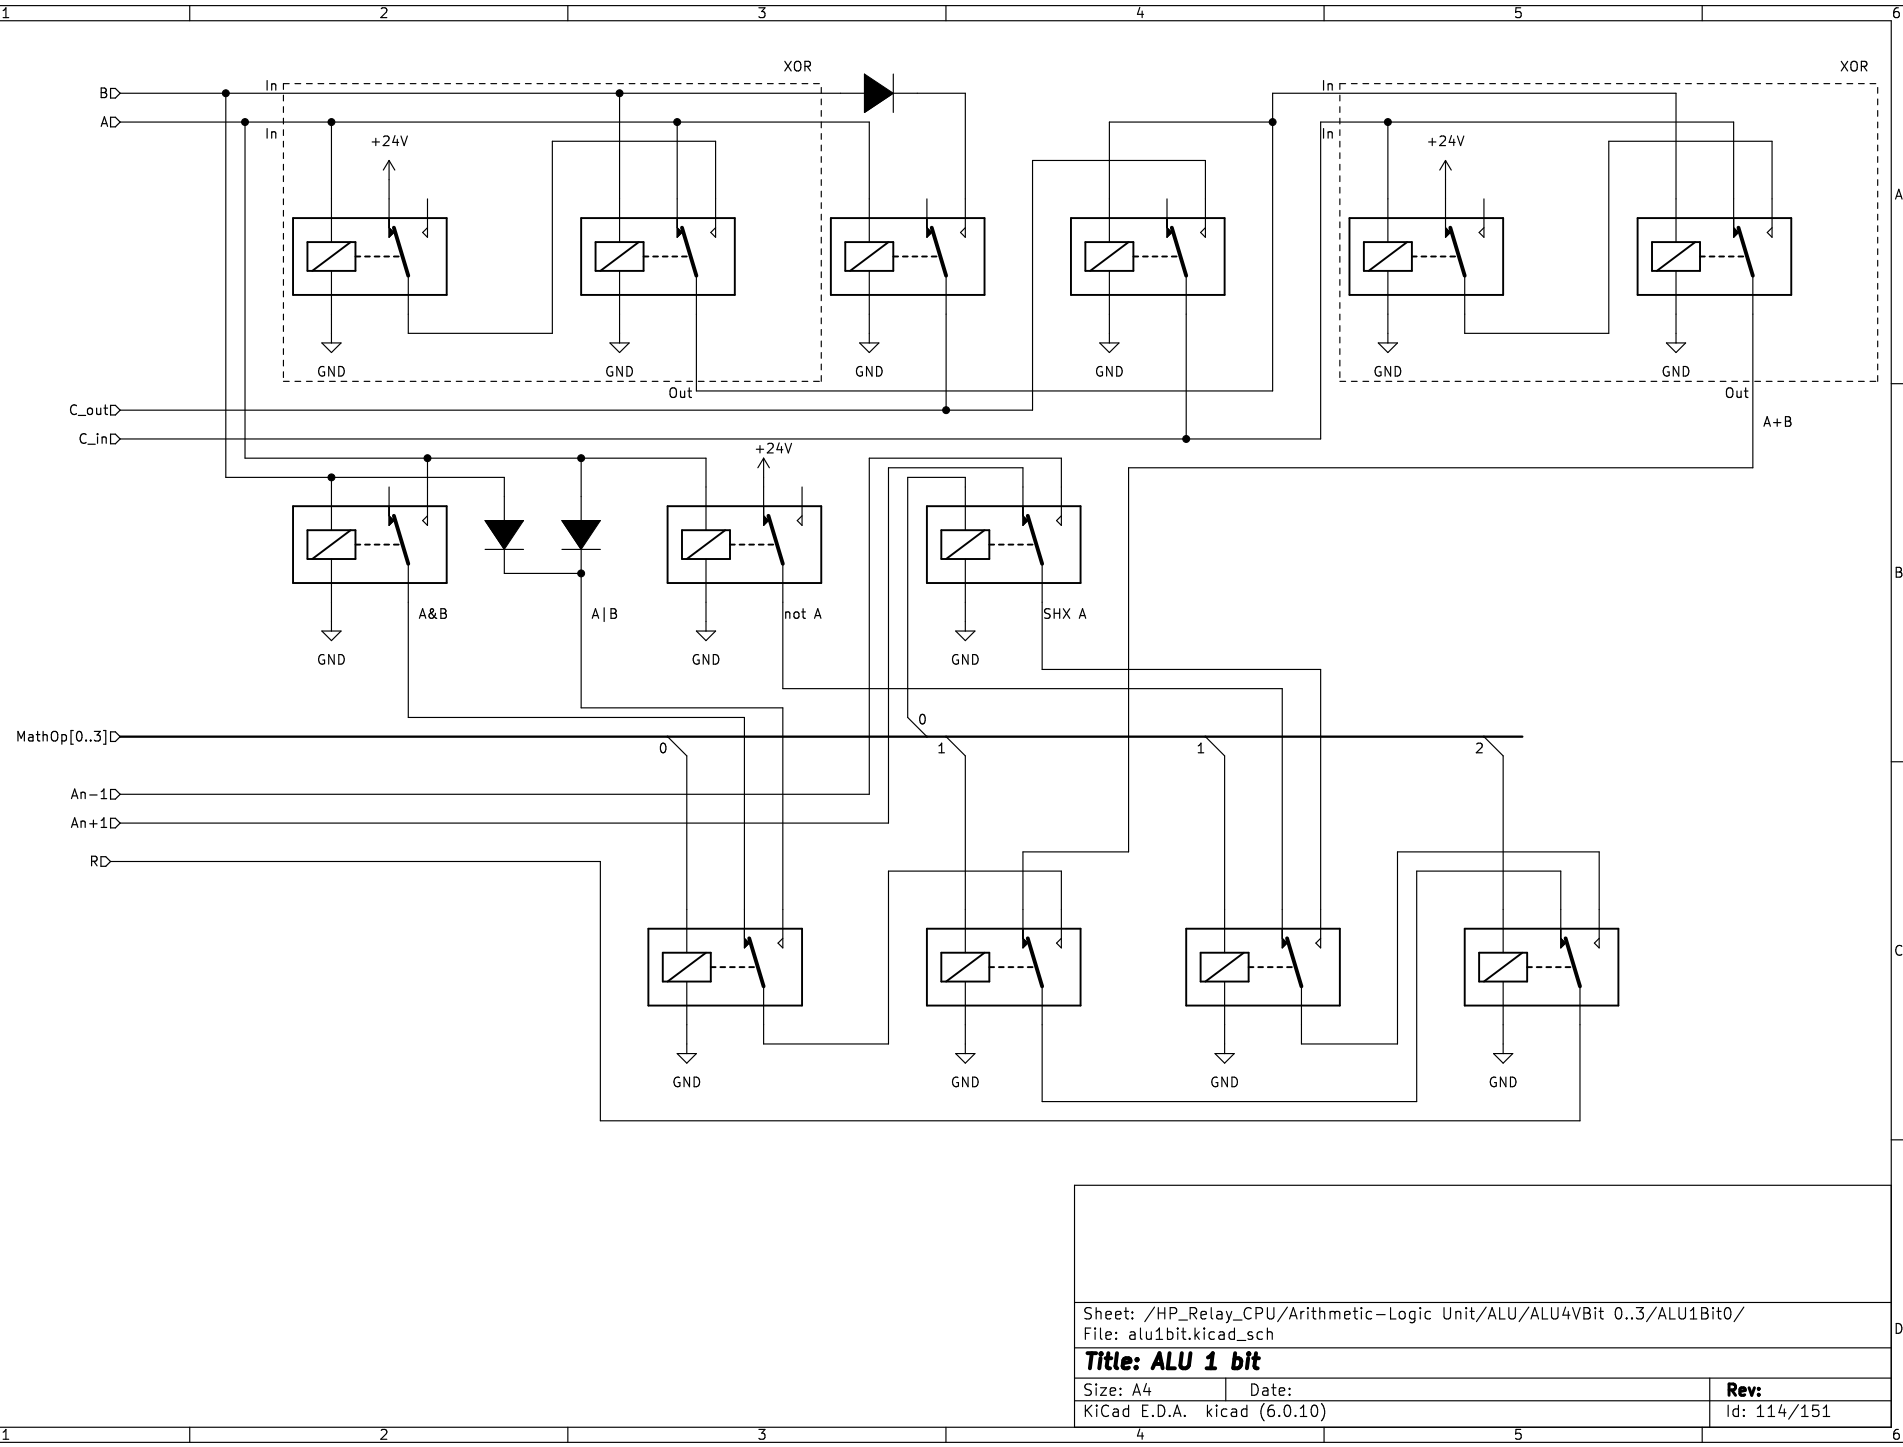 1 2 3 4 5 6
XOR XOR
B In In
A In In
+24V +24V
A
GND GND GND GND GND GND
Out Out
C_out
A+B
C_in
+24V
B
A&B A|B not A SHX A
GND GND GND
0
MathOp[0..3]
0 1 1 2
An-1
An+1
R
C
GND GND GND GND
Sheet: /HP_Relay_CPU/Arithmetic-Logic Unit/ALU/ALU4VBit 0..3/ALU1Bit0/
D
File: alu1bit.kicad_sch
Title: ALU 1 bit
Size: A4 Date: Rev:
KiCad E.D.A. kicad (6.0.10) Id: 114/151
1 2 3 4 5 6